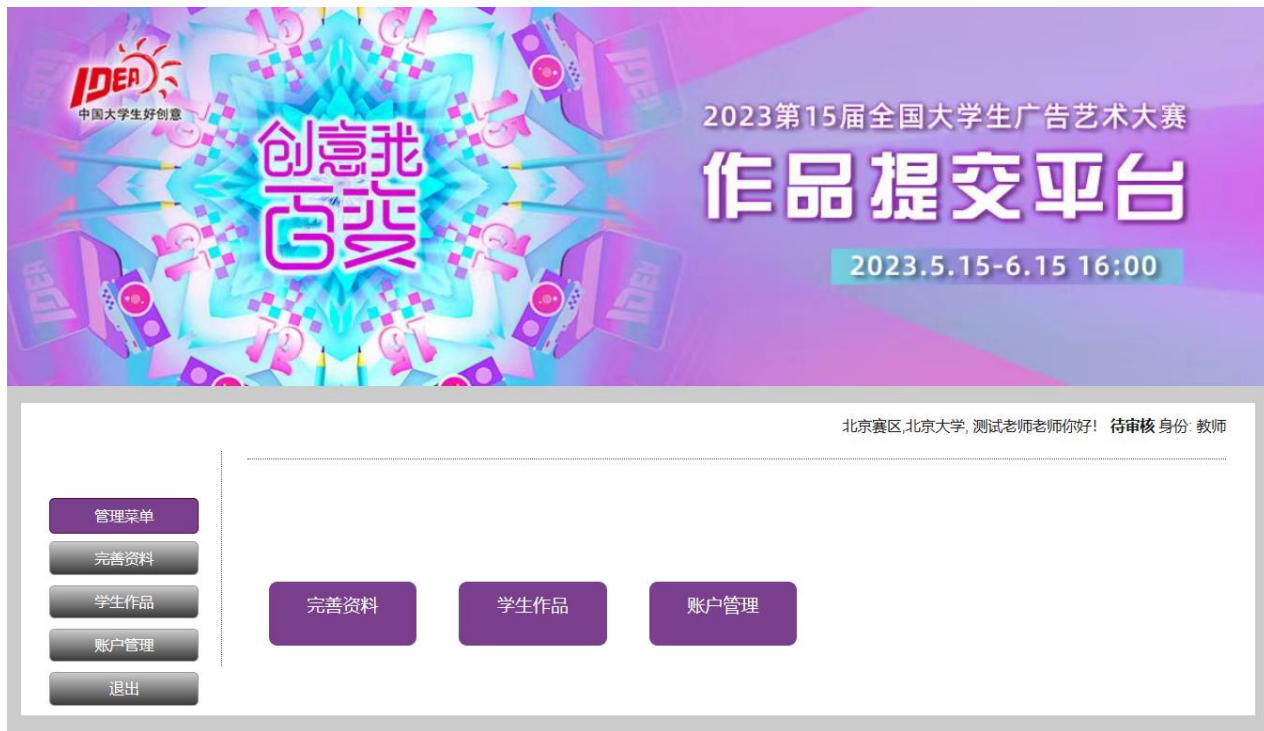 IDEA
中国大学生好创意
创意我
百变
2023第15届全国大学生广告艺术大赛
作品提交平台
2023.5.15-6.15 16:00
北京赛区,北京大学, 测试老师老师你好！ 待审核 身份: 教师
管理菜单
完善资料
学生作品
账户管理
退出
完善资料
学生作品
账户管理